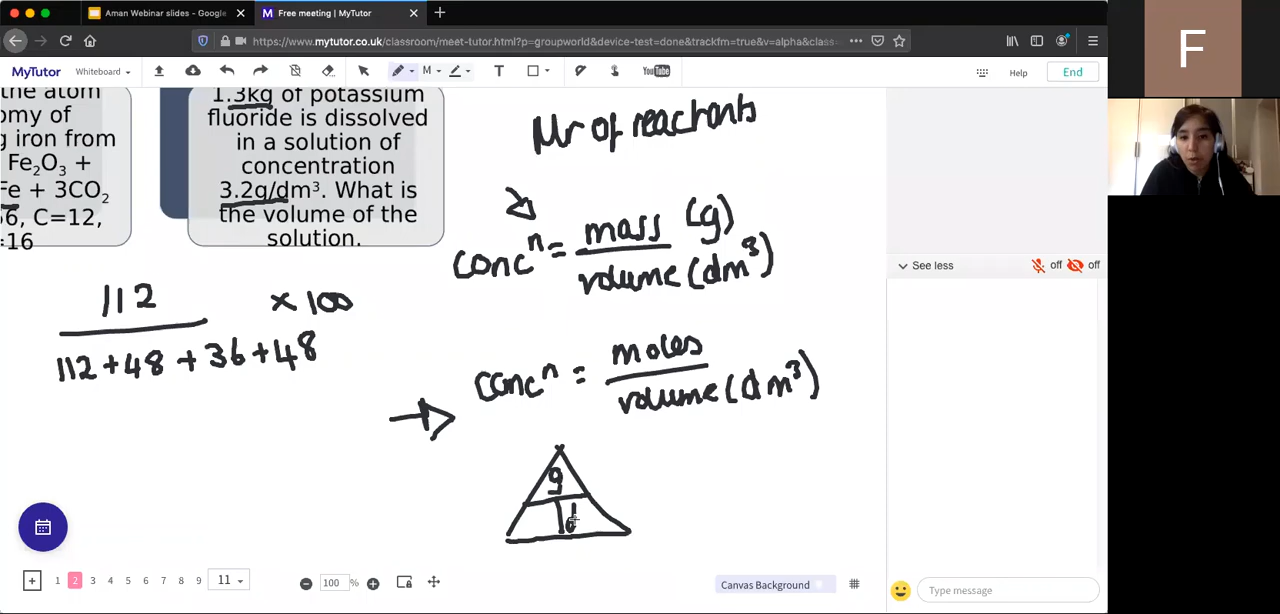 Aman Webinar slides - Google
Free meeting | MyTutor
https://www.mytutor.co.uk/classroom/meet-tutor.html?p=groupworld&device-test=done&trackfm=true&v=alpha&class
MyTutor
Whiteboard
M
T
YouTube
Help
End
the atom
omy of
g iron from
Fe₂O₃ +
Fe + 3CO₂
56, C=12,
=16
1.3kg of potassium
fluoride is dissolved
in a solution of
concentration
3.2g/dm³. What is
the volume of the
solution.
Mr of reactants
concⁿ = mass (g)
volume (dm³)
112 × 100
112 + 48 + 36 + 48
concⁿ = moles
volume (dm³)
g
d
1 2 3 4 5 6 7 8 9 11
100 %
Canvas Background
F
See less
off off
Type message